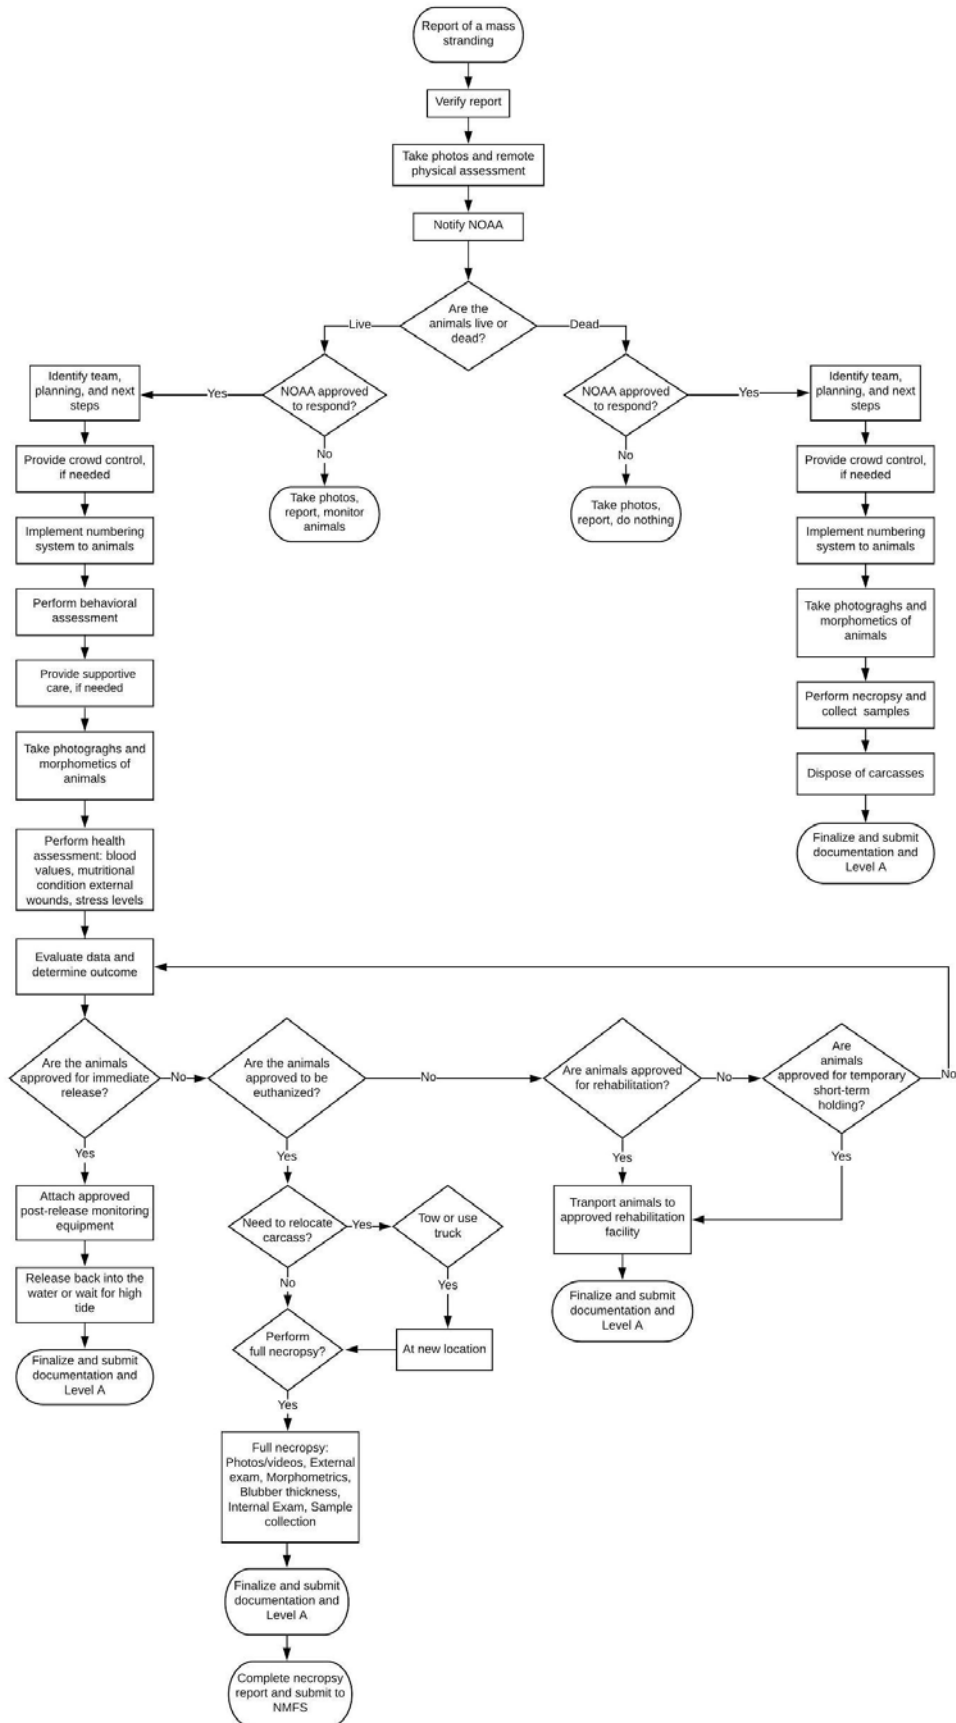 Report of a mass
stranding
Verify report
Take photos and remote
physical assessment
Notify NOAA
Are the
animals live or
dead?
Live
Dead
NOAA approved
to respond?
Yes
No
Identify team,
planning, and next
steps
Take photos,
report, monitor
animals
NOAA approved
to respond?
Yes
No
Identify team,
planning, and next
steps
Take photos,
report, do nothing
Provide crowd control,
if needed
Implement numbering
system to animals
Perform behavioral
assessment
Provide supportive
care, if needed
Take photograghs and
morphometics of
animals
Perform health
assessment: blood
values, mutritional
condition external
wounds, stress levels
Evaluate data and
determine outcome
Provide crowd control,
if needed
Implement numbering
system to animals
Take photograghs and
morphometics of
animals
Perform necropsy and
collect samples
Dispose of carcasses
Finalize and submit
documentation and
Level A
Are the animals
approved for immediate
release?
No
Are the animals
approved to be
euthanized?
No
Are animals approved
for rehabilitation?
No
Are
animals
approved for temporary
short-term
holding?
No
Yes
Attach approved
post-release monitoring
equipment
Release back into the
water or wait for high
tide
Finalize and submit
documentation and
Level A
Yes
Need to relocate
carcass?
Yes
Tow or use
truck
No
Yes
At new location
Perform
full necropsy?
Yes
Full necropsy:
Photos/videos, External
exam, Morphometrics,
Blubber thickness,
Internal Exam, Sample
collection
Finalize and submit
documentation and
Level A
Complete necropsy
report and submit to
NMFS
Yes
Yes
Tranport animals to
approved rehabilitation
facility
Finalize and submit
documentation and
Level A